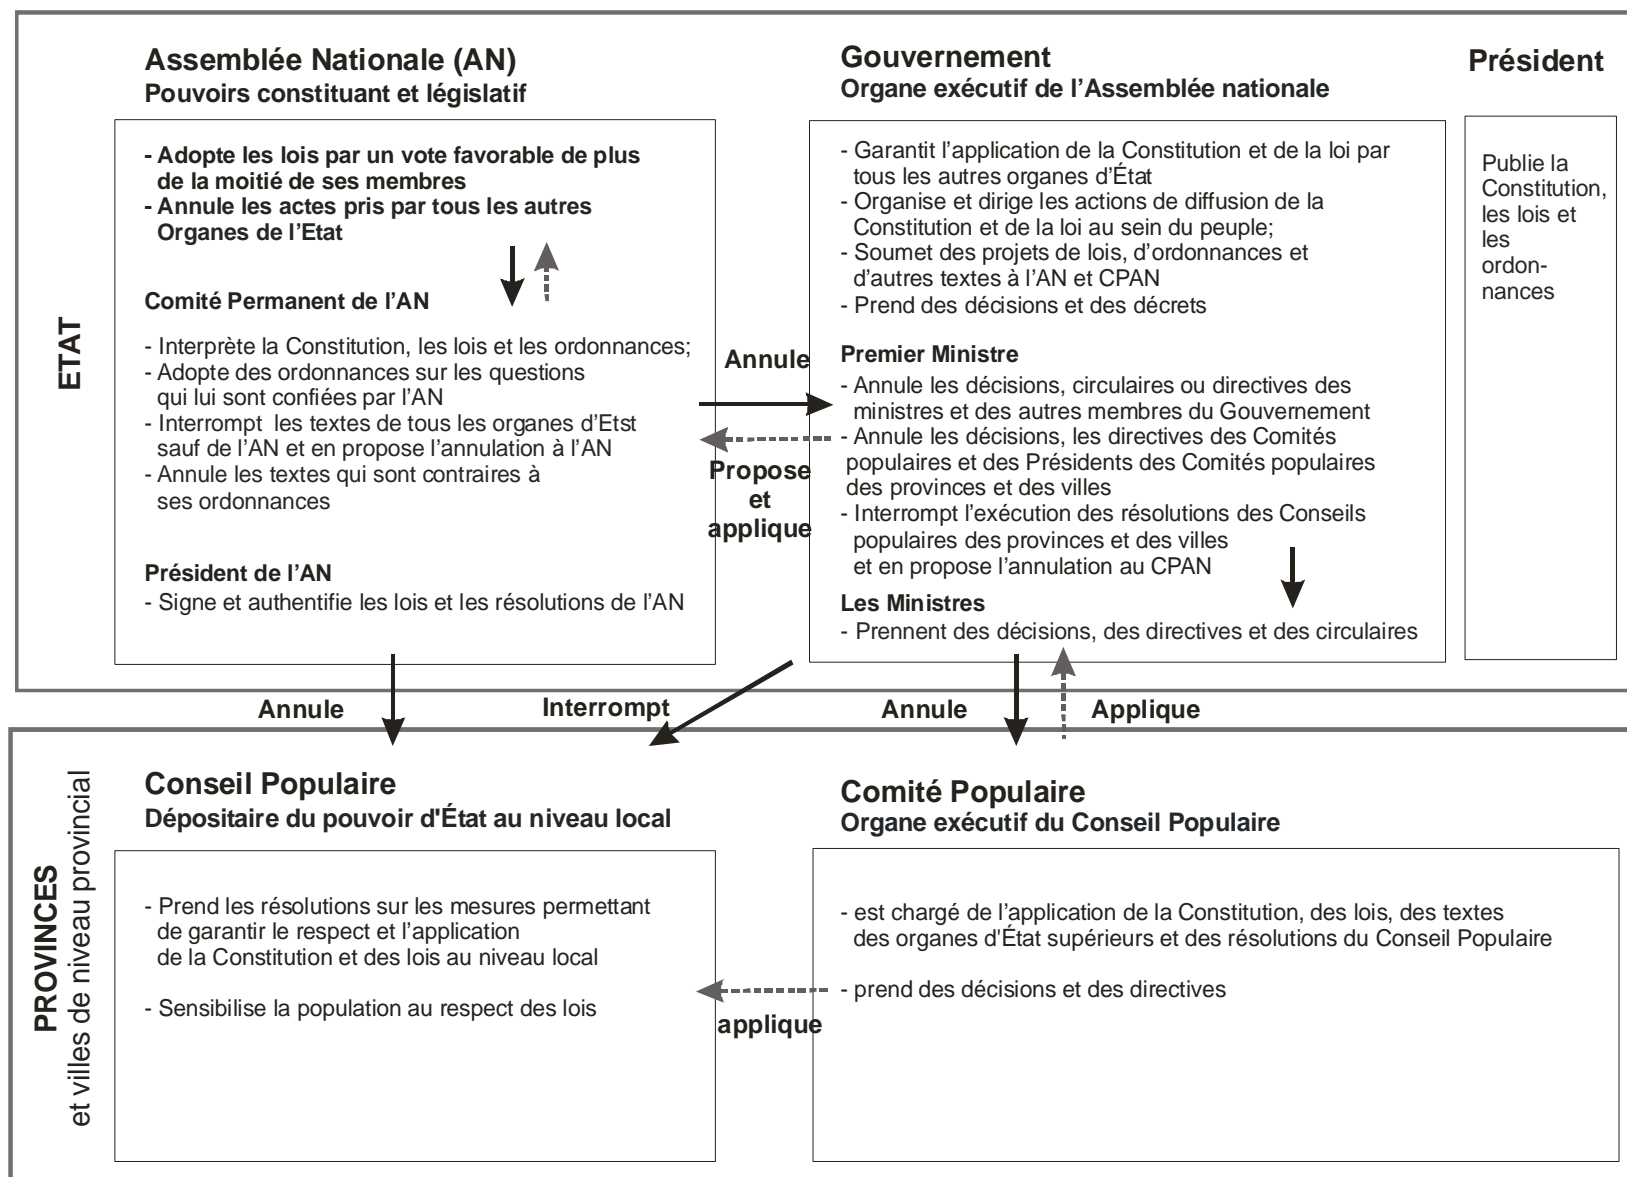 Assemblée Nationale (AN)
Pouvoirs constituant et législatif
Gouvernement
Organe exécutif de l’Assemblée nationale
Président
ETAT
- Adopte les lois par un vote favorable de plus
de la moitié de ses membres
- Annule les actes pris par tous les autres
Organes de l’Etat
Comité Permanent de l’AN
- Interprète la Constitution, les lois et les ordonnances;
- Adopte des ordonnances sur les questions
qui lui sont confiées par l’AN
- Interrompt les textes de tous les organes d’Etst
sauf de l’AN et en propose l’annulation à l’AN
- Annule les textes qui sont contraires à
ses ordonnances
Président de l’AN
- Signe et authentifie les lois et les résolutions de l’AN
Annule
Propose
et
applique
- Garantit l’application de la Constitution et de la loi par
tous les autres organes d’État
- Organise et dirige les actions de diffusion de la
Constitution et de la loi au sein du peuple;
- Soumet des projets de lois, d’ordonnances et
d’autres textes à l’AN et CPAN
- Prend des décisions et des décrets
Premier Ministre
- Annule les décisions, circulaires ou directives des
ministres et des autres membres du Gouvernement
- Annule les décisions, les directives des Comités
populaires et des Présidents des Comités populaires
des provinces et des villes
- Interrompt l’exécution des résolutions des Conseils
populaires des provinces et des villes
et en propose l’annulation au CPAN
Les Ministres
- Prennent des décisions, des directives et des circulaires
Publie la
Constitution,
les lois et
les
ordon-
nances
Annule
Interrompt
Annule
Applique
PROVINCES
et villes de niveau provincial
Conseil Populaire
Dépositaire du pouvoir d'État au niveau local
- Prend les résolutions sur les mesures permettant
de garantir le respect et l’application
de la Constitution et des lois au niveau local
- Sensibilise la population au respect des lois
applique
Comité Populaire
Organe exécutif du Conseil Populaire
- est chargé de l’application de la Constitution, des lois, des textes
des organes d'État supérieurs et des résolutions du Conseil Populaire
- prend des décisions et des directives